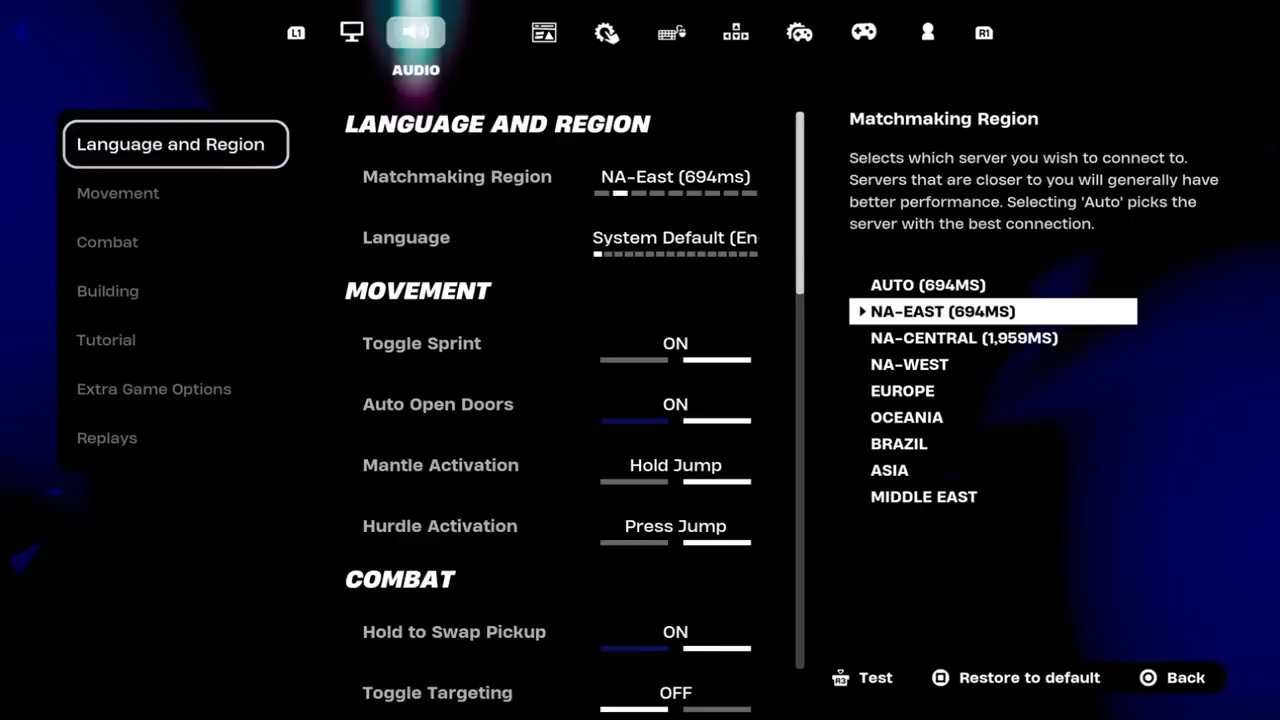 L1
AUDIO
R1
Language and Region
Movement
Combat
Building
Tutorial
Extra Game Options
Replays
LANGUAGE AND REGION
Matchmaking Region NA-East (694ms)
Language System Default (En
MOVEMENT
Toggle Sprint ON
Auto Open Doors ON
Mantle Activation Hold Jump
Hurdle Activation Press Jump
COMBAT
Hold to Swap Pickup ON
Toggle Targeting OFF
Matchmaking Region
Selects which server you wish to connect to.
Servers that are closer to you will generally have
better performance. Selecting 'Auto' picks the
server with the best connection.
AUTO (694MS)
NA-EAST (694MS)
NA-CENTRAL (1,959MS)
NA-WEST
EUROPE
OCEANIA
BRAZIL
ASIA
MIDDLE EAST
R3 Test Restore to default Back